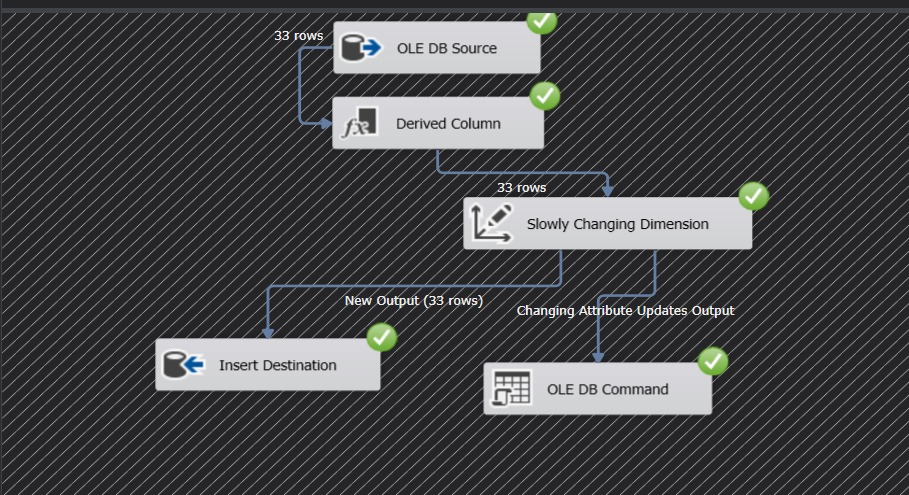 33 rows
OLE DB Source
Derived Column
33 rows
Slowly Changing Dimension
New Output (33 rows)
Changing Attribute Updates Output
Insert Destination
OLE DB Command